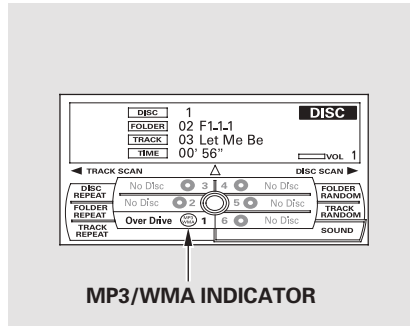 DISC 1 DISC
FOLDER 02 F1-1-1
TRACK 03 Let Me Be
TIME 00' 56” VOL 1
◄ TRACK SCAN △ DISC SCAN ►
DISC REPEAT
FOLDER REPEAT
TRACK REPEAT
No Disc 3 4 No Disc
No Disc 2 5 No Disc
Over Drive MP3 WMA 1 6 No Disc
FOLDER RANDOM
TRACK RANDOM
SOUND
MP3/WMA INDICATOR